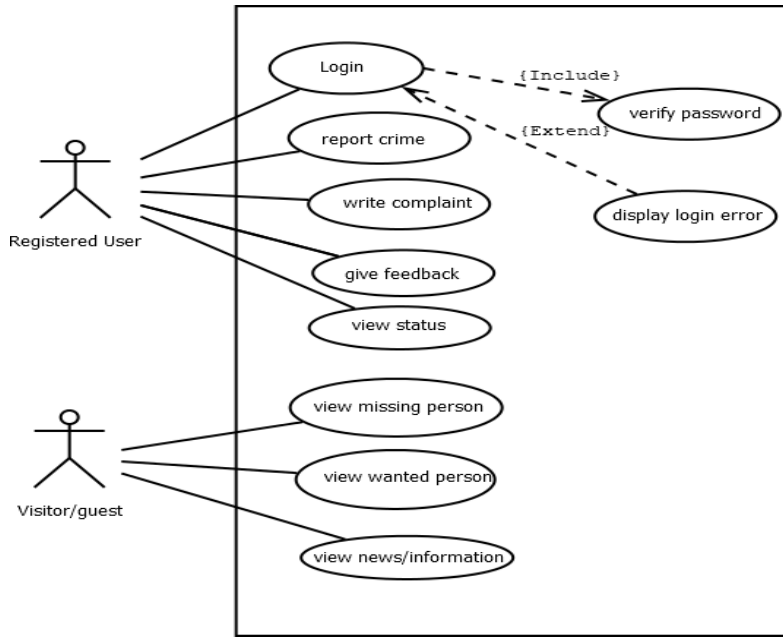 Login
{Include}
verify password
{Extend}
report crime
write complaint
display login error
Registered User
give feedback
view status
view missing person
view wanted person
Visitor/guest
view news/information